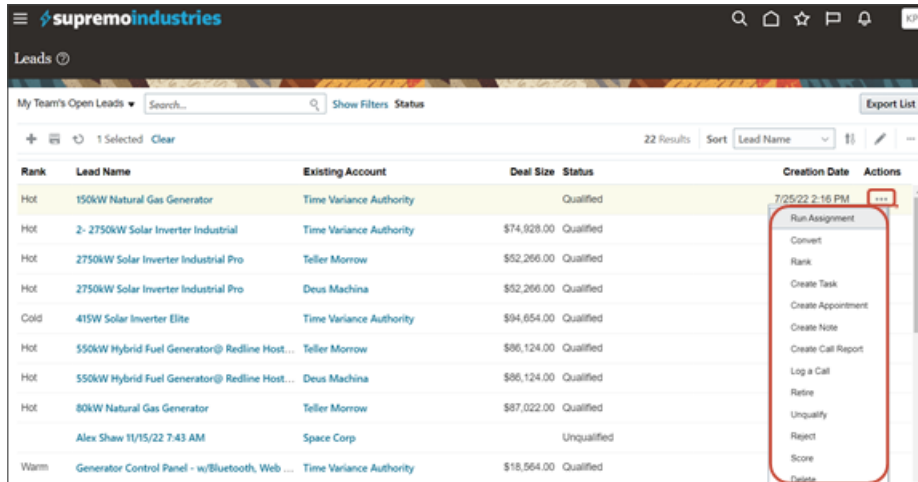 supremoindustries
KP
Leads
My Team's Open Leads Search... Show Filters Status Export List
1 Selected Clear 22 Results Sort Lead Name
Rank Lead Name Existing Account Deal Size Status Creation Date Actions
Hot 150kW Natural Gas Generator Time Variance Authority Qualified 7/25/22 2:16 PM ...
Run Assignment
Hot 2- 2750kW Solar Inverter Industrial Time Variance Authority $74,928.00 Qualified
Convert
Hot 2750kW Solar Inverter Industrial Pro Teller Morrow $52,266.00 Qualified
Rank
Create Task
Hot 2750kW Solar Inverter Industrial Pro Deus Machina $52,266.00 Qualified
Create Appointment
Cold 415W Solar Inverter Elite Time Variance Authority $94,654.00 Qualified
Create Note
Hot 550kW Hybrid Fuel Generator@ Redline Host... Teller Morrow $86,124.00 Qualified
Create Call Report
Log a Call
Hot 550kW Hybrid Fuel Generator@ Redline Host... Deus Machina $86,124.00 Qualified
Retire
Hot 80kW Natural Gas Generator Teller Morrow $87,022.00 Qualified
Unqualify
Alex Shaw 11/15/22 7:43 AM Space Corp Unqualified
Reject
Score
Warm Generator Control Panel - w/Bluetooth, Web ... Time Variance Authority $18,564.00 Qualified
Delete